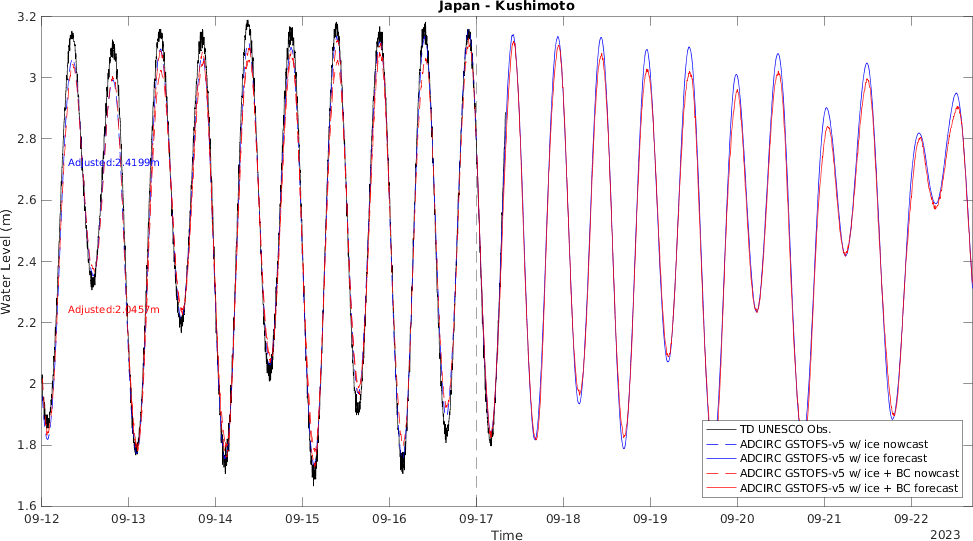 Japan - Kushimoto
3.2
3
2.8
2.6
2.4
2.2
2
1.8
1.6
Water Level (m)
Adjusted:2.4199m
Adjusted:2.0457m
TD UNESCO Obs.
ADCIRC GSTOFS-v5 w/ ice nowcast
ADCIRC GSTOFS-v5 w/ ice forecast
ADCIRC GSTOFS-v5 w/ ice + BC nowcast
ADCIRC GSTOFS-v5 w/ ice + BC forecast
09-12 09-13 09-14 09-15 09-16 09-17 09-18 09-19 09-20 09-21 09-22
Time
2023